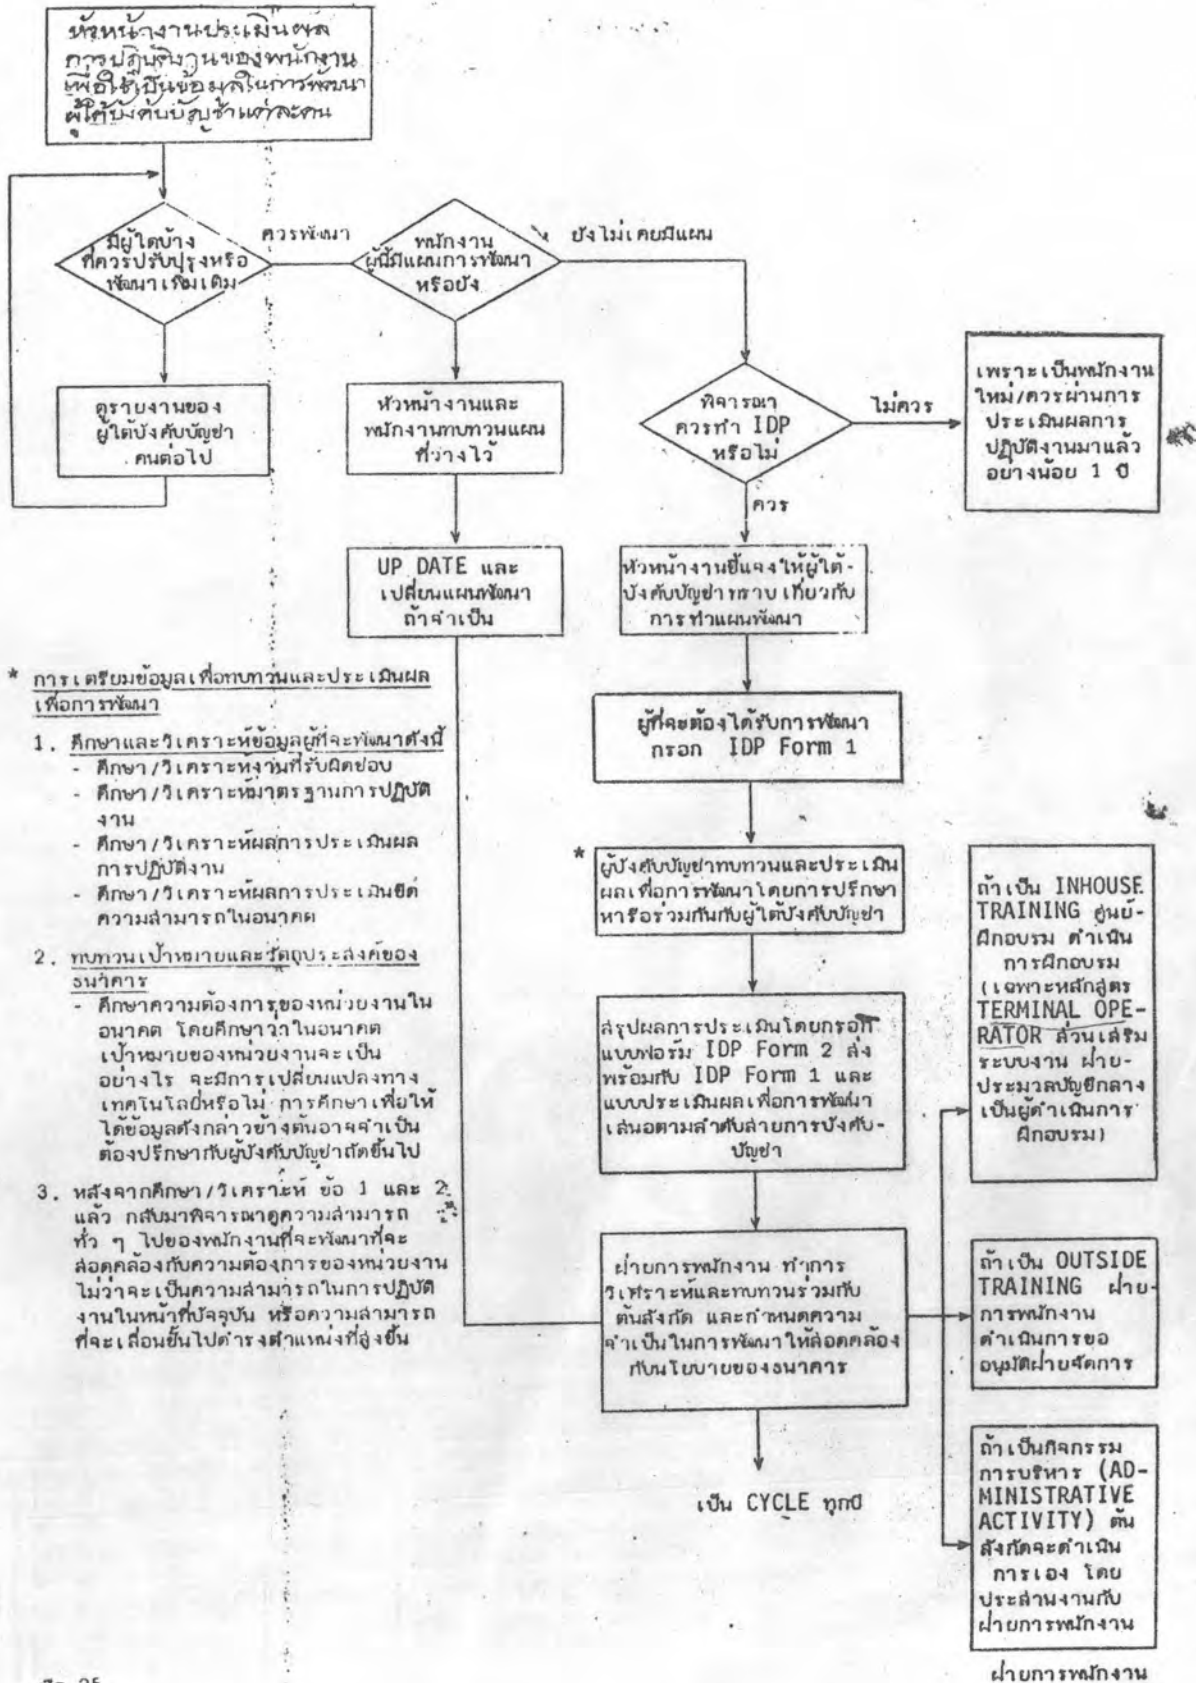 หัวหน้างานประเมินผล
การปฏิบัติงานของพนักงาน
เพื่อใช้เป็นข้อมูลในการพัฒนา
ผู้ใต้บังคับบัญชาแต่ละคน
มีผู้ใดบ้าง
ที่ควรปรับปรุงหรือ
พัฒนาเพิ่มเติม
ควรพัฒนา
พนักงาน
ผู้นี้มีแผนการพัฒนา
หรือยัง
ยังไม่เคยมีแผน
ดูรายงานของ
ผู้ใต้บังคับบัญชา
คนต่อไป
หัวหน้างานและ
พนักงานทบทวนแผน
ที่วางไว้
พิจารณา
ควรทำ IDP
หรือไม่
ไม่ควร
เพราะเป็นพนักงาน
ใหม่/ควรผ่านการ
ประเมินผลการ
ปฏิบัติงานมาแล้ว
อย่างน้อย 1 ปี
ควร
UP DATE และ
เปลี่ยนแผนพัฒนา
ถ้าจำเป็น
หัวหน้างานชี้แจงให้ผู้ใต้-
บังคับบัญชาทราบเกี่ยวกับ
การทำแผนพัฒนา
ผู้ที่จะต้องได้รับการพัฒนา
กรอก IDP Form 1
* ผู้บังคับบัญชาทบทวนและประเมิน
ผลเพื่อการพัฒนาโดยการปรึกษา
หารือร่วมกันกับผู้ใต้บังคับบัญชา
สรุปผลการประเมินโดยกรอก
แบบฟอร์ม IDP Form 2 ส่ง
พร้อมกับ IDP Form 1 และ
แบบประเมินผลเพื่อการพัฒนา
เสนอตามลำดับสายการบังคับ-
บัญชา
ฝ่ายการพนักงาน ทำการ
วิเคราะห์และทบทวนร่วมกับ
ต้นสังกัด และกำหนดความ
จำเป็นในการพัฒนาให้สอดคล้อง
กับนโยบายของธนาคาร
เป็น CYCLE ทุกปี
ถ้าเป็น INHOUSE
TRAINING ศูนย์-
ฝึกอบรม ดำเนิน
การฝึกอบรม
(เฉพาะหลักสูตร
TERMINAL OPE-
RATOR ส่วนเสริม
ระบบงาน ฝ่าย-
ประมวลบัญชีกลาง
เป็นผู้ดำเนินการ
ฝึกอบรม)
ถ้าเป็น OUTSIDE
TRAINING ฝ่าย-
การพนักงาน
ดำเนินการขอ
อนุมัติฝ่ายจัดการ
ถ้าเป็นกิจกรรม
การบริหาร (AD-
MINISTRATIVE
ACTIVITY) ต้น
สังกัดจะดำเนิน
การเอง โดย
ประสานงานกับ
ฝ่ายการพนักงาน
* การเตรียมข้อมูลเพื่อทบทวนและประเมินผล
เพื่อการพัฒนา
1. ศึกษาและวิเคราะห์ข้อมูลผู้ที่จะพัฒนาดังนี้
- ศึกษา/วิเคราะห์งานที่รับผิดชอบ
- ศึกษา/วิเคราะห์มาตรฐานการปฏิบัติ
งาน
- ศึกษา/วิเคราะห์ผลการประเมินผล
การปฏิบัติงาน
- ศึกษา/วิเคราะห์ผลการประเมินขีด
ความสามารถในอนาคต
2. ทบทวนเป้าหมายและวัตถุประสงค์ของ
ธนาคาร
- ศึกษาความต้องการของหน่วยงานใน
อนาคต โดยศึกษาว่าในอนาคต
เป้าหมายของหน่วยงานจะเป็น
อย่างไร จะมีการเปลี่ยนแปลงทาง
เทคโนโลยีหรือไม่ การศึกษาเพื่อให้
ได้ข้อมูลดังกล่าวข้างต้นอาจจำเป็น
ต้องปรึกษากับผู้บังคับบัญชาถัดขึ้นไป
3. หลังจากศึกษา/วิเคราะห์ ข้อ 1 และ 2
แล้ว กลับมาพิจารณาดูความสามารถ
ทั่ว ๆ ไปของพนักงานที่จะพัฒนาที่จะ
สอดคล้องกับความต้องการของหน่วยงาน
ไม่ว่าจะเป็นความสามารถในการปฏิบัติ
งานในหน้าที่ปัจจุบัน หรือความสามารถ
ที่จะเลื่อนขึ้นไปดำรงตำแหน่งที่สูงขึ้น
ฝ่ายการพนักงาน